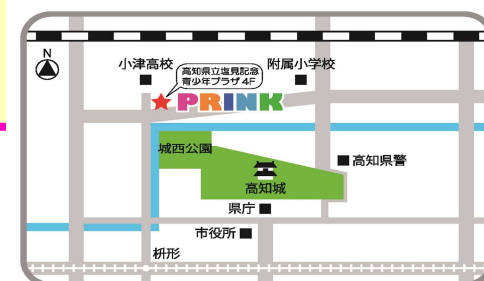 N
小津高校
高知県立塩見記念
青少年プラザ4F
附属小学校
PRINK
城西公園
高知県警
高知城
県庁
市役所
枡形